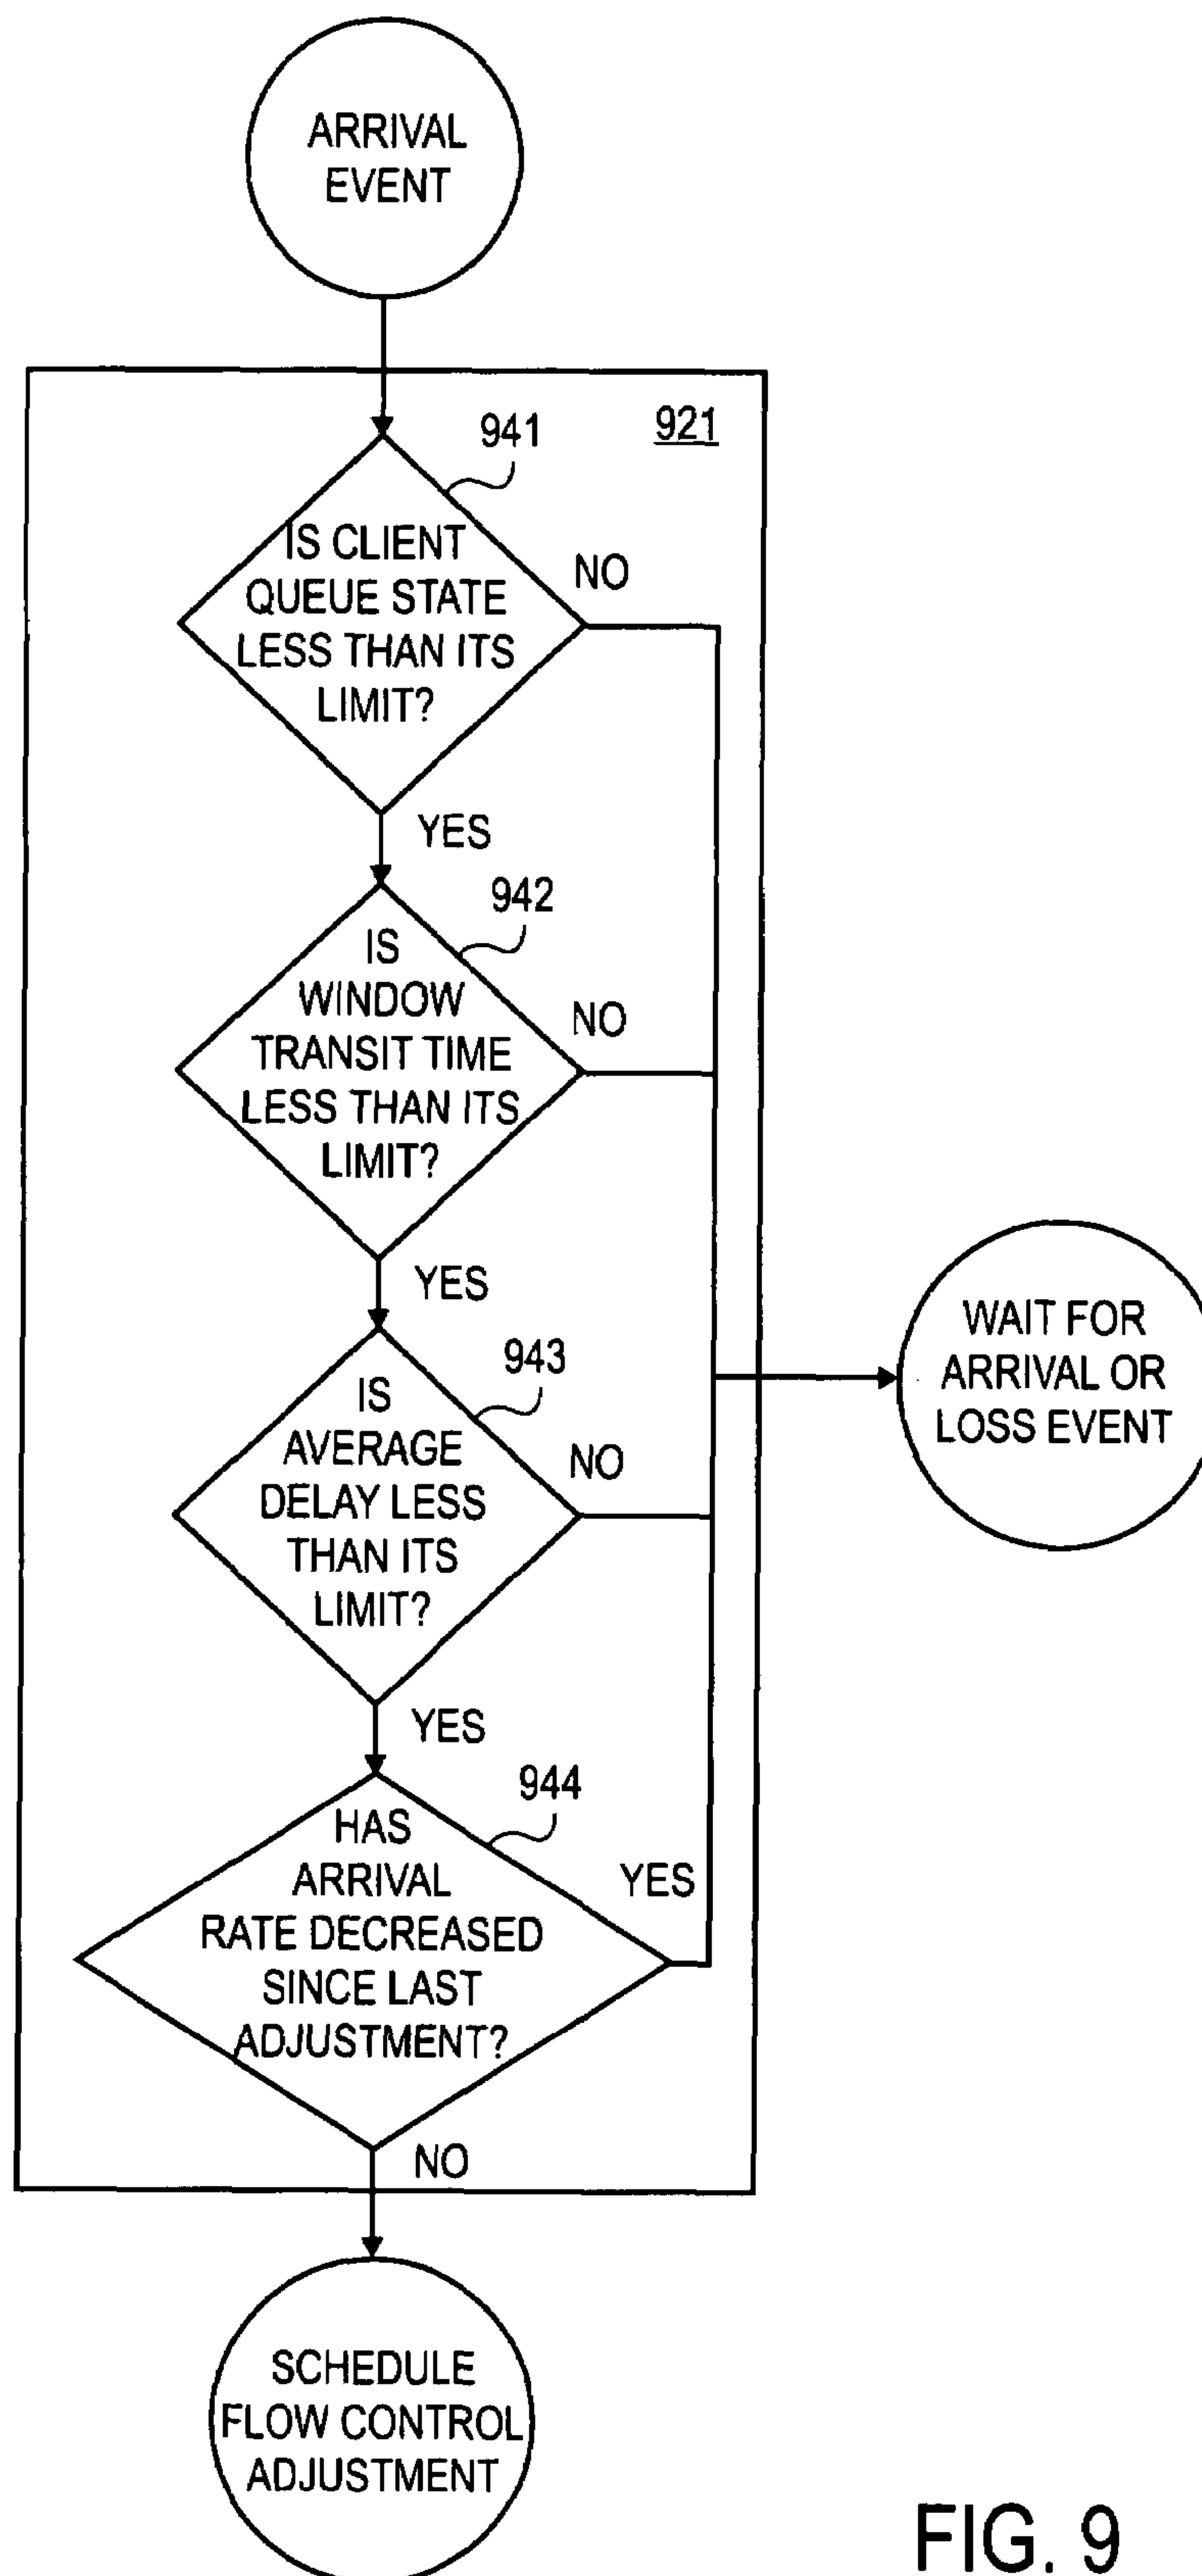 ARRIVAL
EVENT
921
941
IS CLIENT
QUEUE STATE
LESS THAN ITS
LIMIT?
NO
YES
942
IS
WINDOW
TRANSIT TIME
LESS THAN ITS
LIMIT?
NO
YES
943
IS
AVERAGE
DELAY LESS
THAN ITS
LIMIT?
NO
YES
WAIT FOR
ARRIVAL OR
LOSS EVENT
944
HAS
ARRIVAL
RATE DECREASED
SINCE LAST
ADJUSTMENT?
YES
NO
SCHEDULE
FLOW CONTROL
ADJUSTMENT
FIG. 9